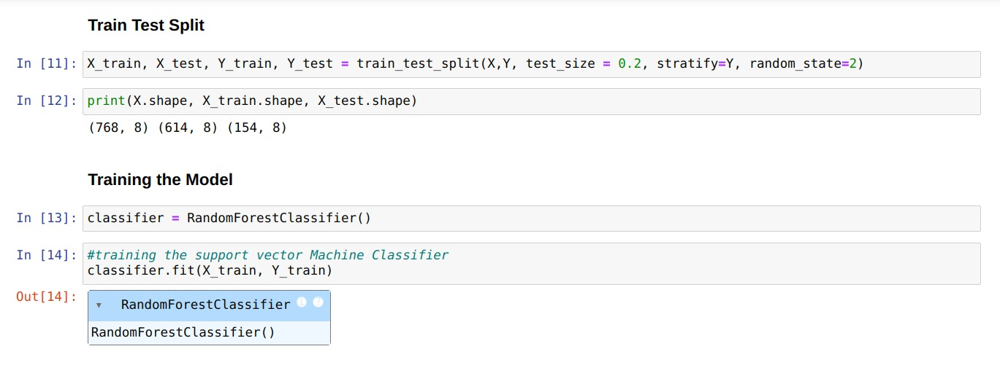 Train Test Split
In [11]: X_train, X_test, Y_train, Y_test = train_test_split(X,Y, test_size = 0.2, stratify=Y, random_state=2)
In [12]: print(X.shape, X_train.shape, X_test.shape)
(768, 8) (614, 8) (154, 8)
Training the Model
In [13]: classifier = RandomForestClassifier()
In [14]: #training the support vector Machine Classifier
classifier.fit(X_train, Y_train)
Out[14]: ▾ RandomForestClassifier i ?
RandomForestClassifier()